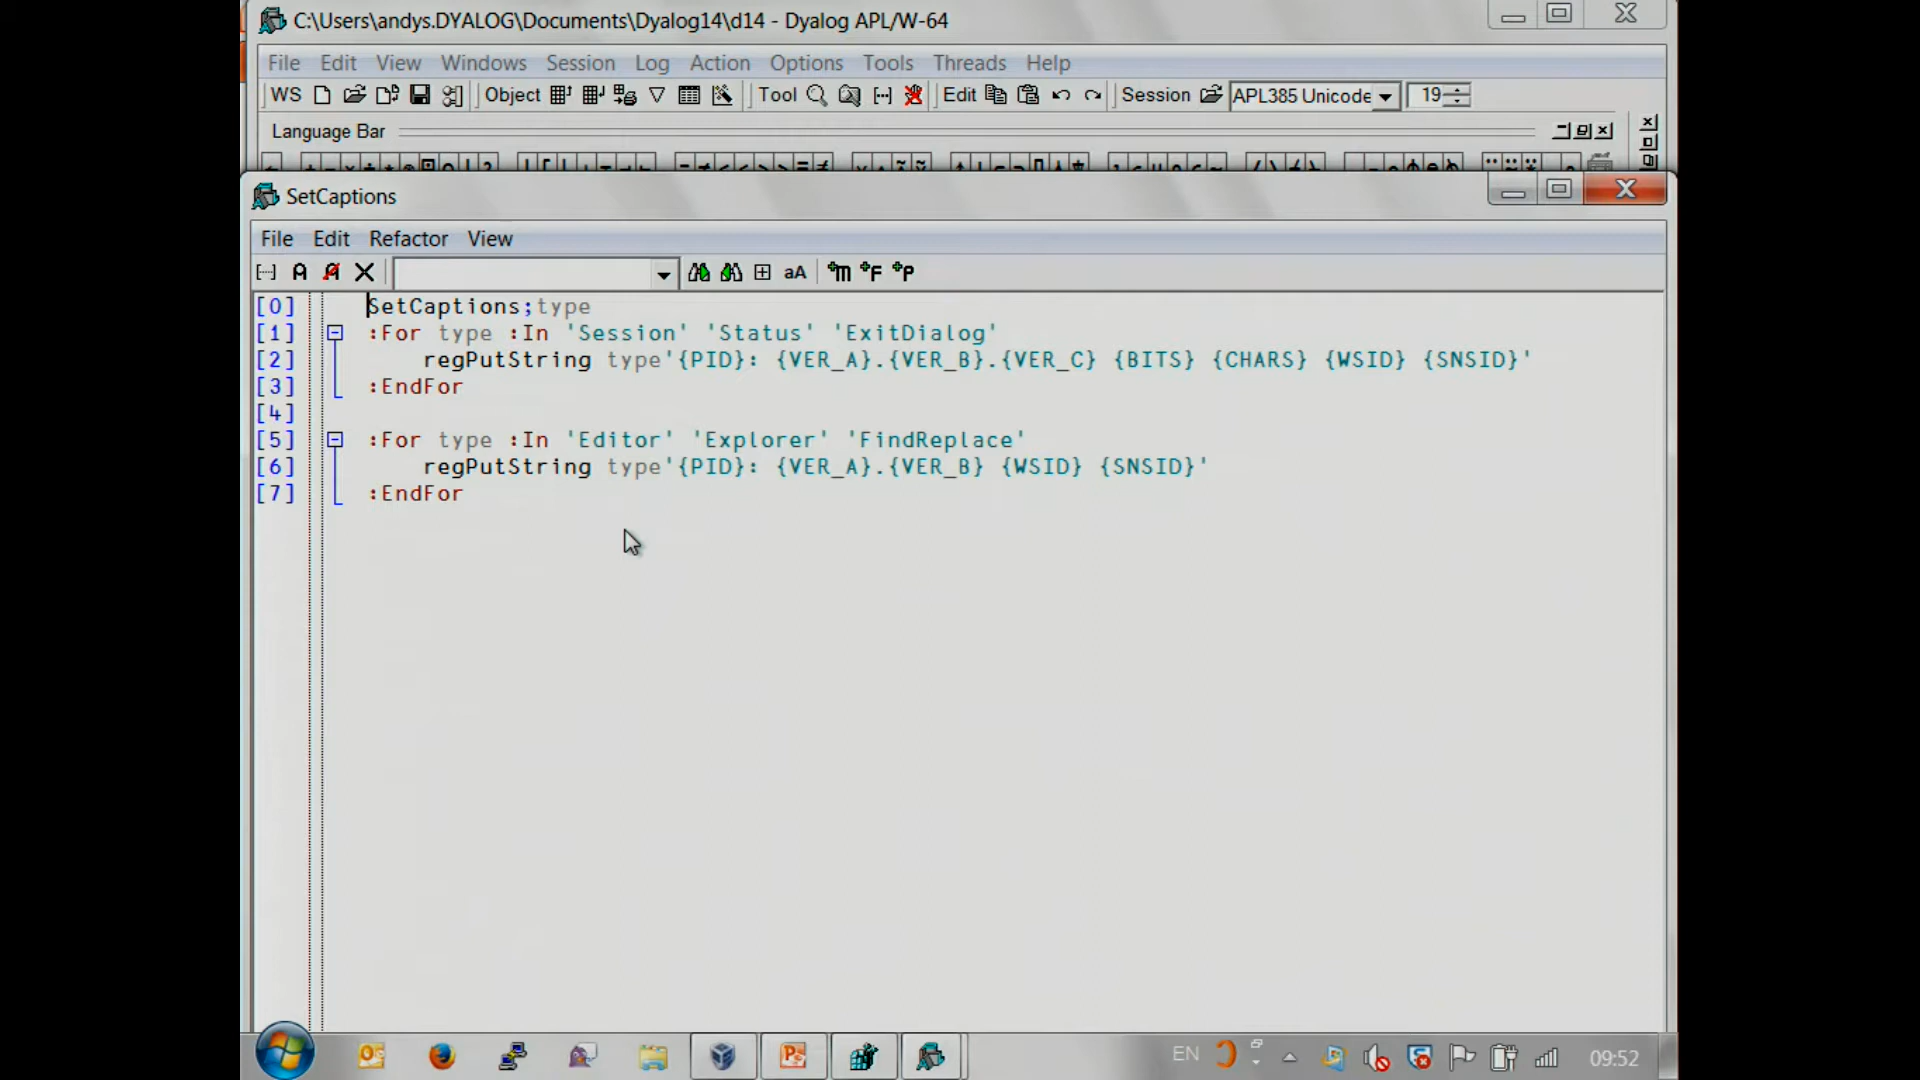 C:\Users\andys.DYALOG\Documents\Dyalog14\d14 - Dyalog APL/W-64
File Edit View Windows Session Log Action Options Tools Threads Help
WS Object Tool Edit Session APL385 Unicode 19
Language Bar
SetCaptions
File Edit Refactor View
aA
[0] SetCaptions;type
[1] :For type :In 'Session' 'Status' 'ExitDialog'
[2] regPutString type'{PID}: {VER_A}.{VER_B}.{VER_C} {BITS} {CHARS} {WSID} {SNSID}'
[3] :EndFor
[4]
[5] :For type :In 'Editor' 'Explorer' 'FindReplace'
[6] regPutString type'{PID}: {VER_A}.{VER_B} {WSID} {SNSID}'
[7] :EndFor
EN 09:52